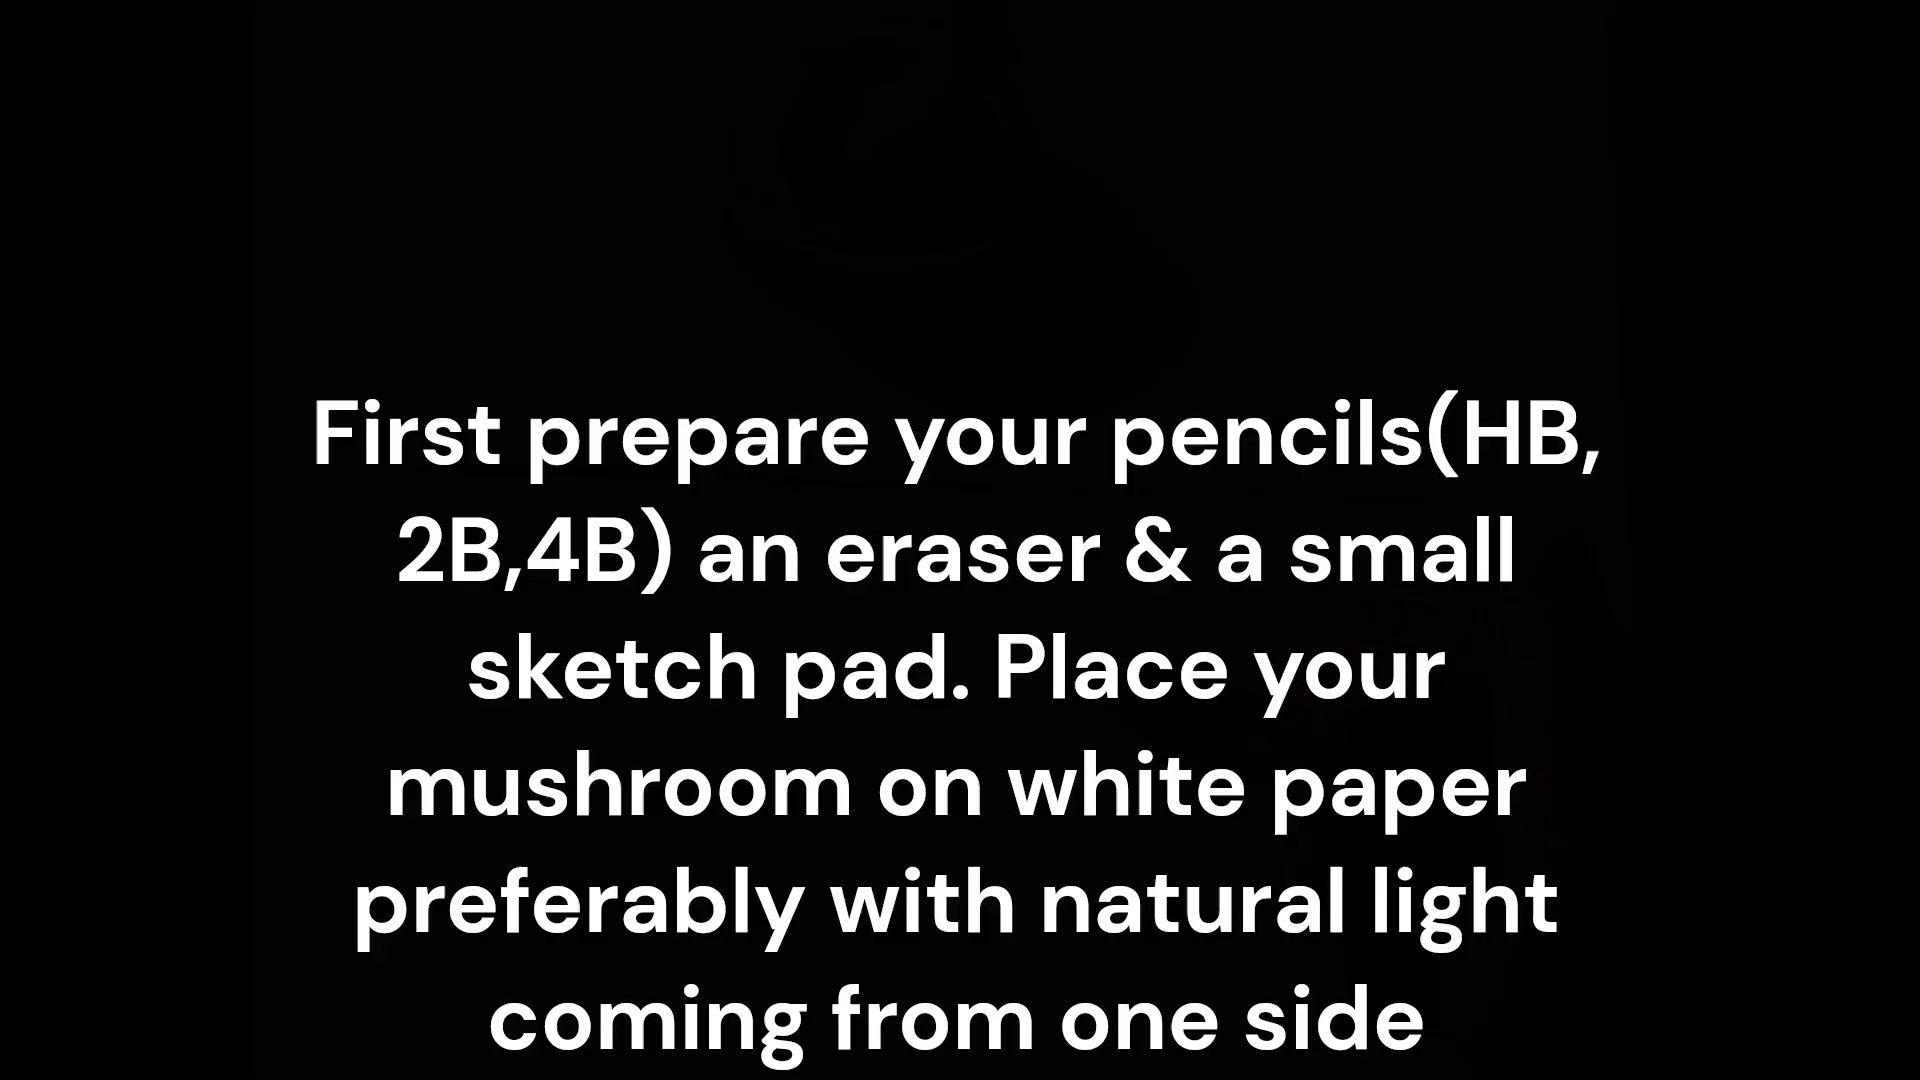 First prepare your pencils(HB,
2B,4B) an eraser & a small
sketch pad. Place your
mushroom on white paper
preferably with natural light
coming from one side